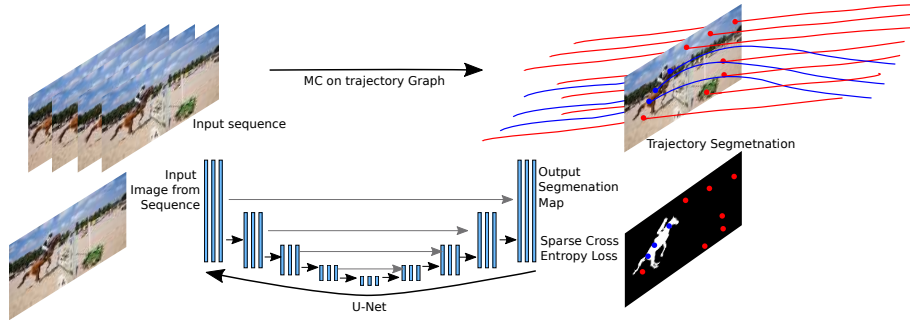 MC on trajectory Graph
Input sequence
Trajectory Segmetnation
Input
Image from
Sequence
Output
Segmenation
Map
Sparse Cross
Entropy Loss
U-Net